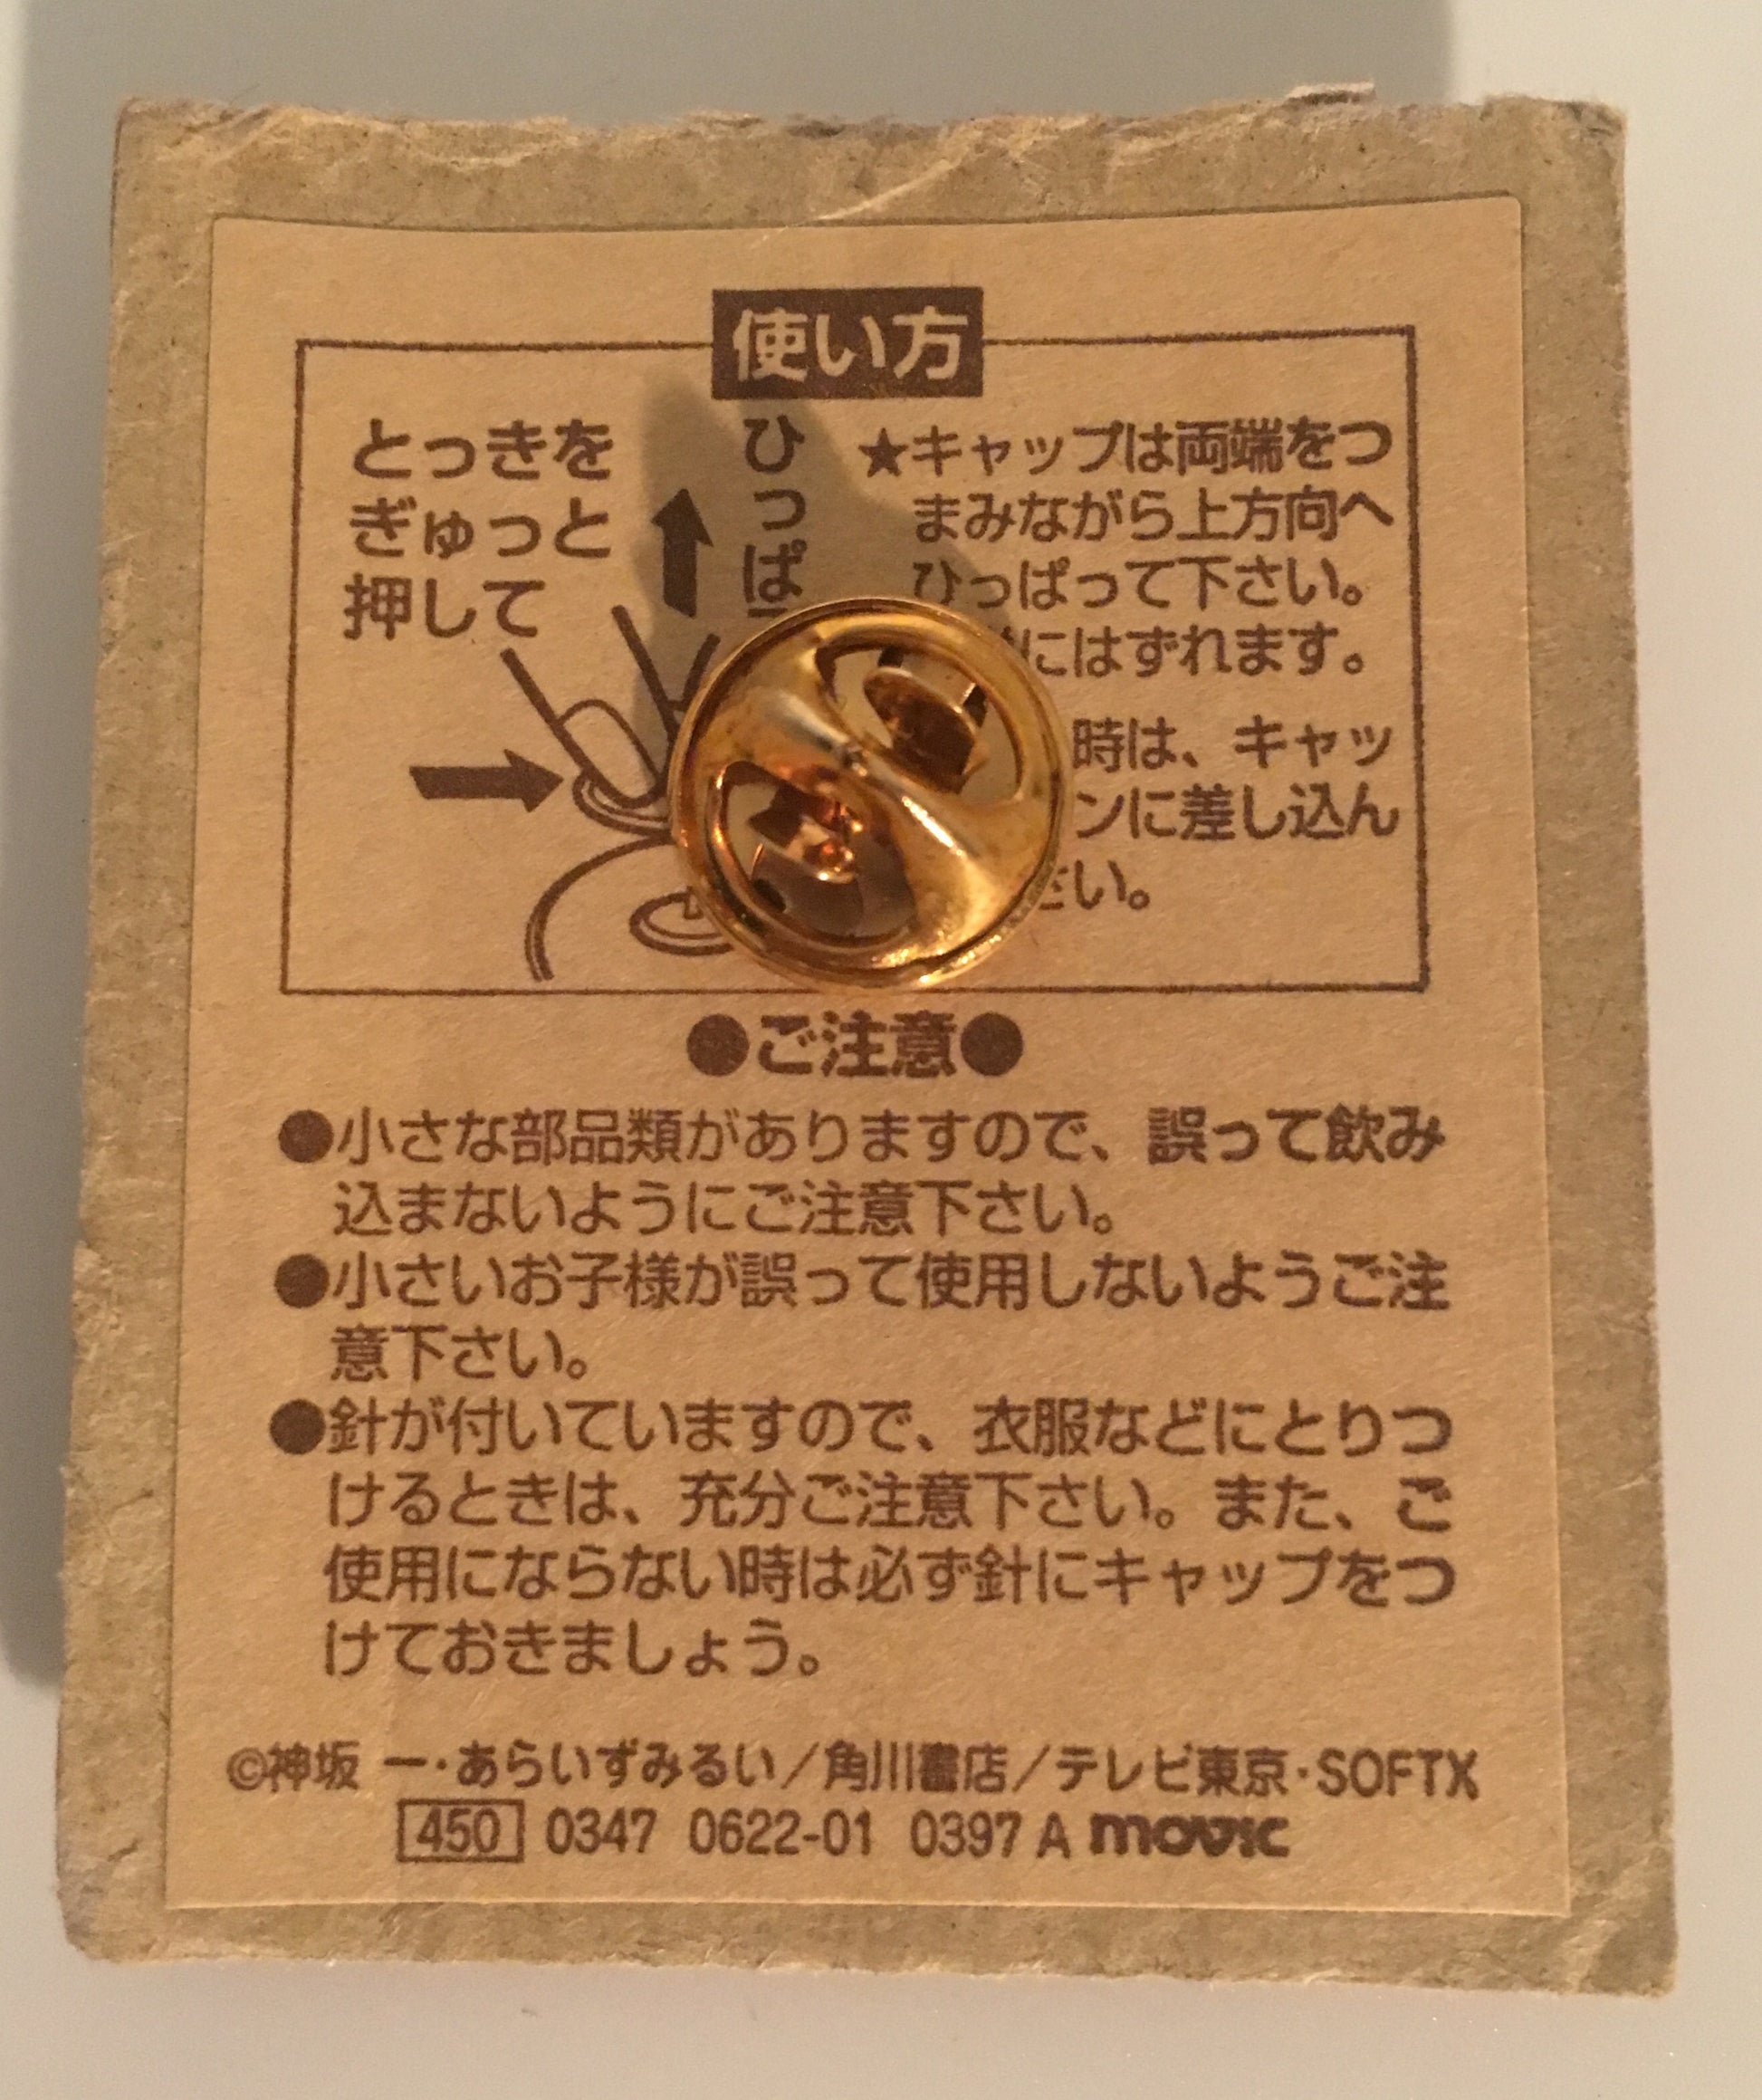 使い方
とっきを
ぎゅっと
押して
ひっぱ
★キャップは両端をつ
まみながら上方向へ
ひっぱって下さい。
にはずれます。
時は、キャッ
ンに差し込ん
さい。
●ご注意●
●小さな部品類がありますので、誤って飲み
込まないようにご注意下さい。
●小さいお子様が誤って使用しないようご注
意下さい。
●針が付いていますので、衣服などにとりつ
けるときは、充分ご注意下さい。また、ご
使用にならない時は必ず針にキャップをつ
けておきましょう。
©神坂 一・あらいずみるい／角川書店／テレビ東京・SOFTX
450 0347 0622-01 0397 A movic